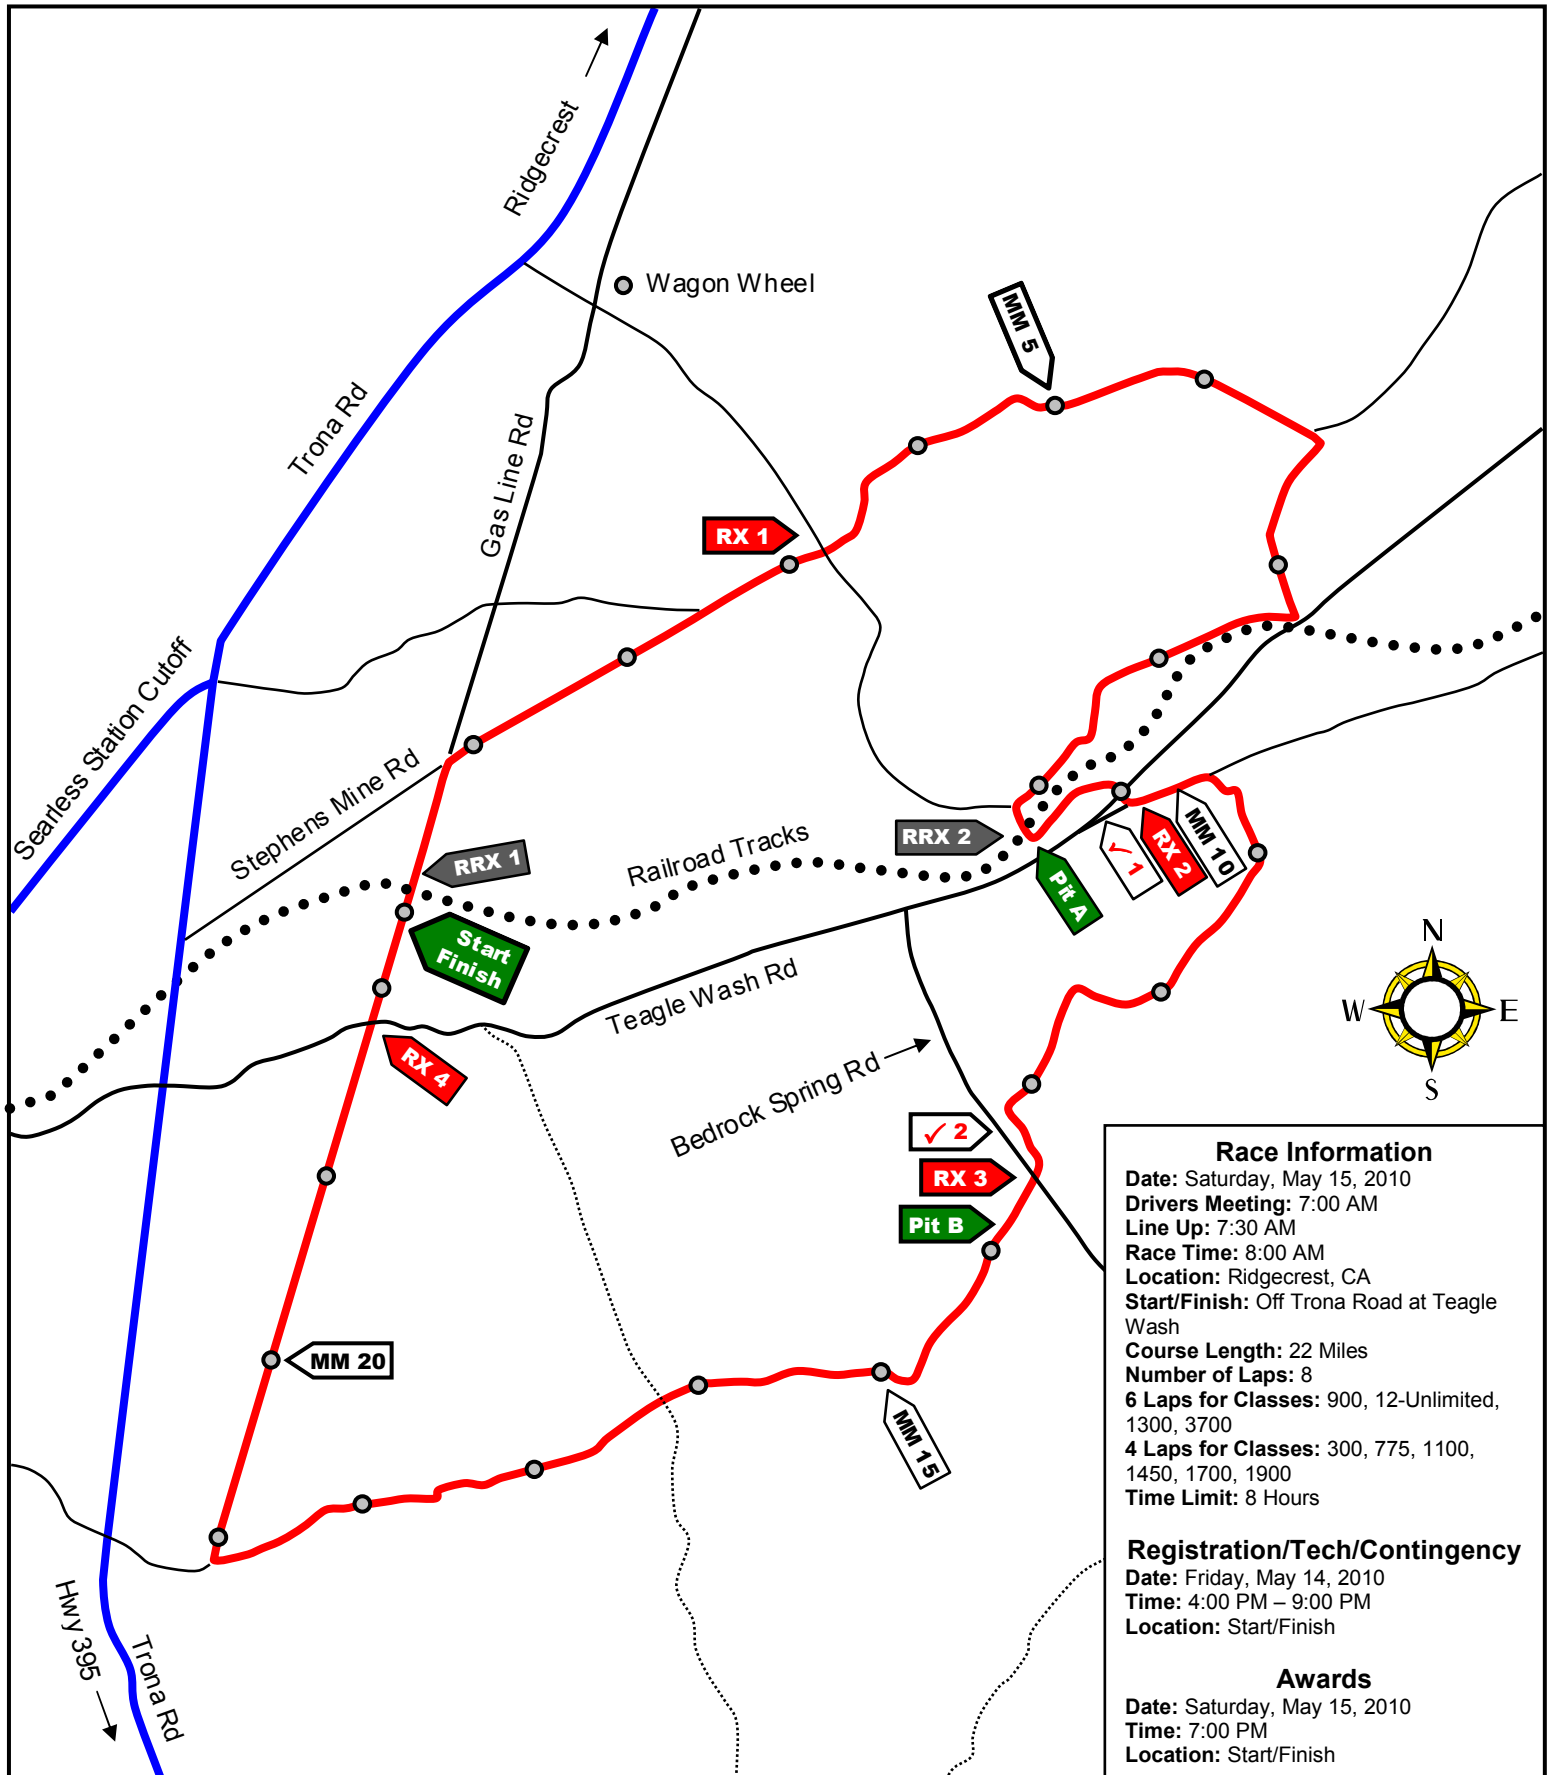 Ridgecrest
Wagon Wheel
MM 5
Trona Rd
Gas Line Rd
RX 1
Searless Station Cutoff
Stephens Mine Rd
RRX 1
Railroad Tracks
RRX 2
Pit A
✓ 1
RX 2
MM 10
Start
Finish
N
W
E
S
Teagle Wash Rd
RX 4
Bedrock Spring Rd
✓ 2
RX 3
Pit B
MM 20
MM 15
Hwy 395
Trona Rd
Race Information
Date: Saturday, May 15, 2010
Drivers Meeting: 7:00 AM
Line Up: 7:30 AM
Race Time: 8:00 AM
Location: Ridgecrest, CA
Start/Finish: Off Trona Road at Teagle
Wash
Course Length: 22 Miles
Number of Laps: 8
6 Laps for Classes: 900, 12-Unlimited,
1300, 3700
4 Laps for Classes: 300, 775, 1100,
1450, 1700, 1900
Time Limit: 8 Hours
Registration/Tech/Contingency
Date: Friday, May 14, 2010
Time: 4:00 PM – 9:00 PM
Location: Start/Finish
Awards
Date: Saturday, May 15, 2010
Time: 7:00 PM
Location: Start/Finish